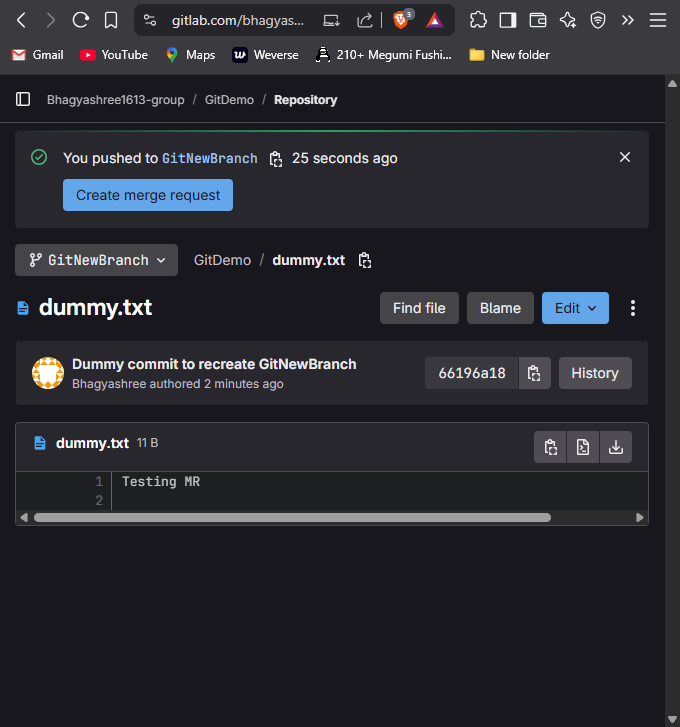 gitlab.com/bhagyas...
3
Gmail
YouTube
Maps
w Weverse
210+ Megumi Fushi...
New folder
Bhagyashree1613-group / GitDemo / Repository
You pushed to GitNewBranch 25 seconds ago
Create merge request
GitNewBranch GitDemo / dummy.txt
dummy.txt
Find file
Blame
Edit
Dummy commit to recreate GitNewBranch
Bhagyashree authored 2 minutes ago
66196a18
History
dummy.txt 11 B
1 Testing MR
2